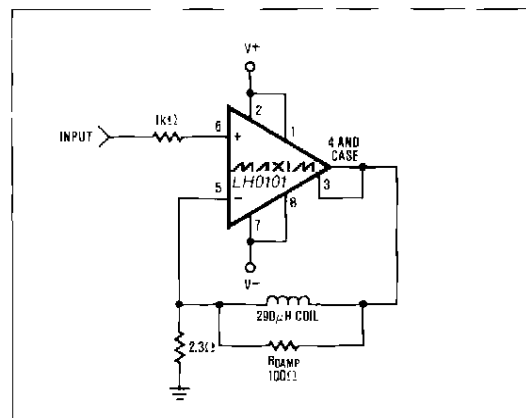 V+
1kΩ
INPUT
6
2
+
1
4 AND
CASE
MAXIM
3
LH0101
5
−
8
7
V−
290µH COIL
2.3Ω
RDAMP
100Ω